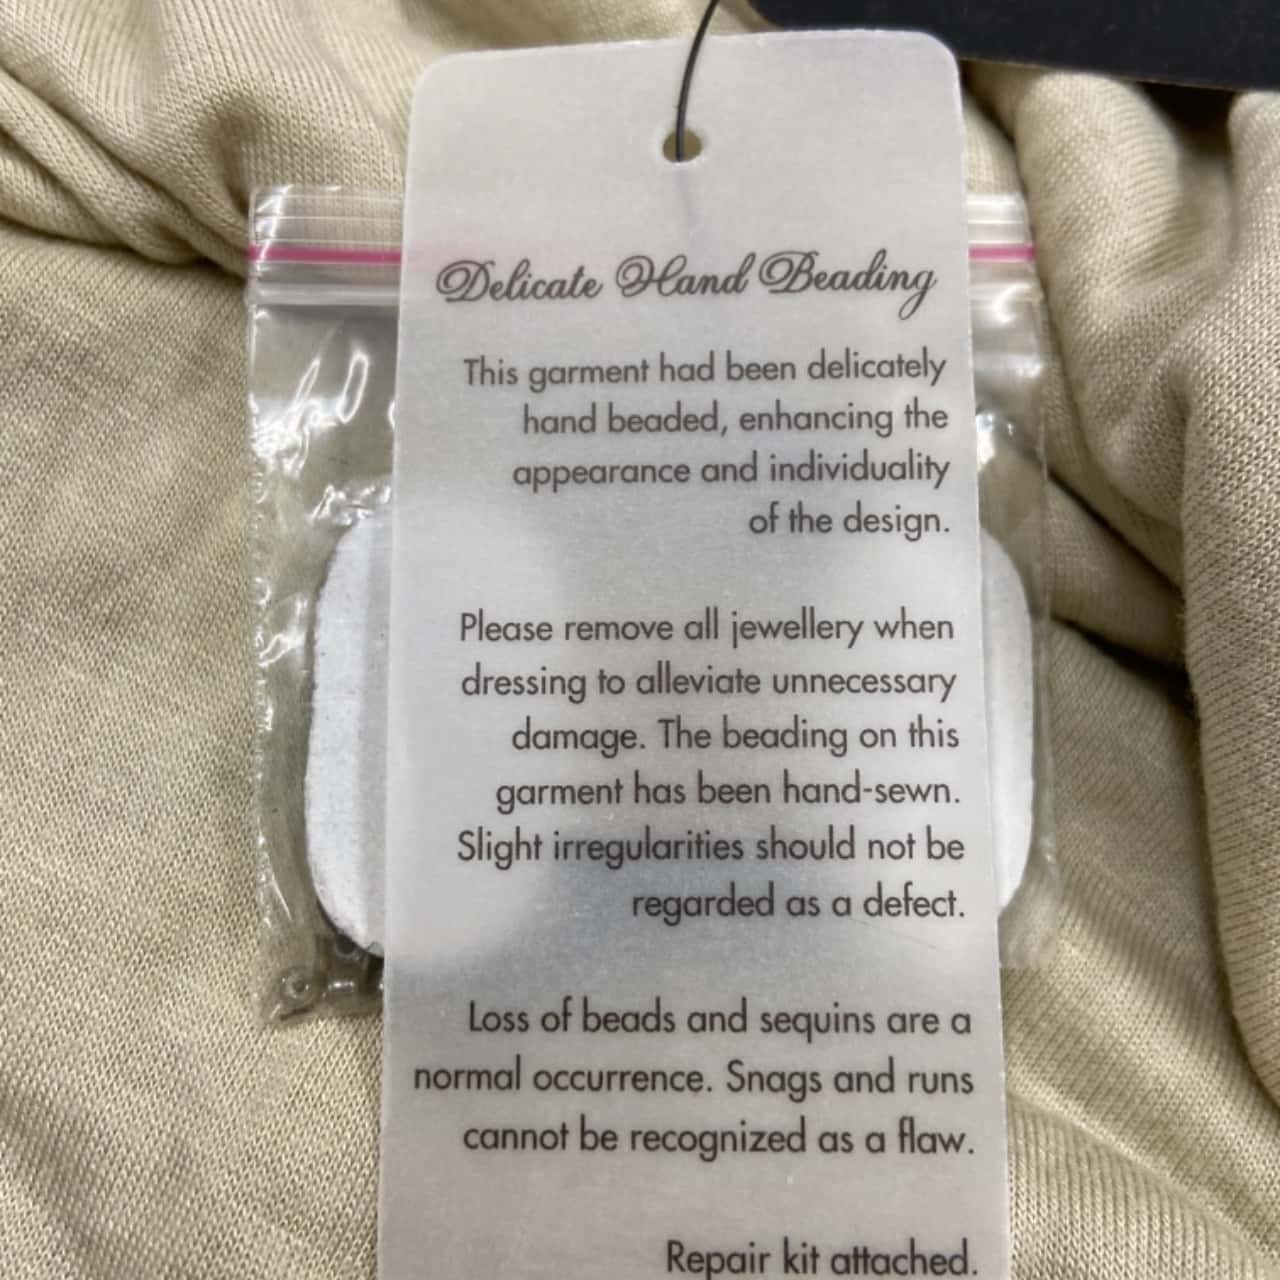 Delicate Hand Beading
This garment had been delicately
hand beaded, enhancing the
appearance and individuality
of the design.
Please remove all jewellery when
dressing to alleviate unnecessary
damage. The beading on this
garment has been hand-sewn.
Slight irregularities should not be
regarded as a defect.
Loss of beads and sequins are a
normal occurrence. Snags and runs
cannot be recognized as a flaw.
Repair kit attached.